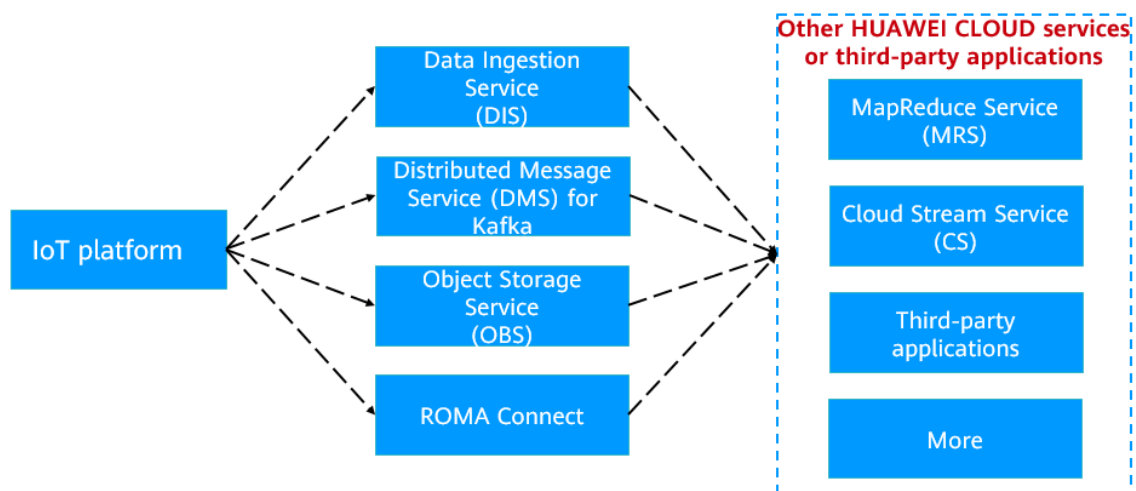 IoT platform
Data Ingestion
Service
(DIS)
Distributed Message
Service (DMS) for
Kafka
Object Storage
Service
(OBS)
ROMA Connect
Other HUAWEI CLOUD services
or third-party applications
MapReduce Service
(MRS)
Cloud Stream Service
(CS)
Third-party
applications
More